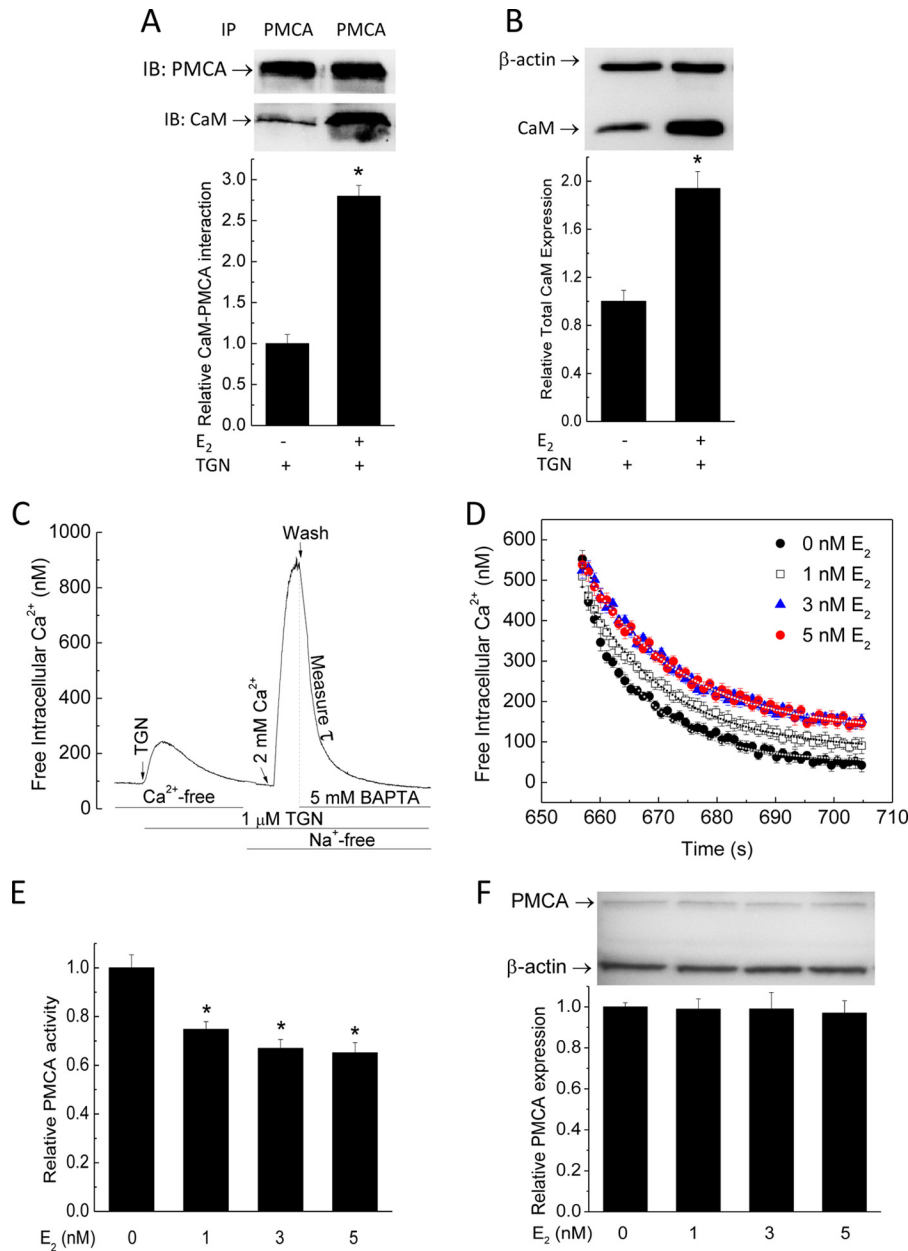 A
IP PMCA PMCA
IB: PMCA →
IB: CaM →
Relative CaM-PMCA interaction
3.0
2.5
2.0
1.5
1.0
0.5
0.0
*
E₂ - +
TGN + +
B
β-actin →
CaM →
Relative Total CaM Expression
2.0
1.6
1.2
0.8
0.4
0.0
*
E₂ - +
TGN + +
C
Free Intracellular Ca²⁺ (nM)
1000
800
600
400
200
0
TGN
2 mM Ca²⁺
Wash
Measure τ
Ca²⁺-free
5 mM BAPTA
1 μM TGN
Na⁺-free
D
Free Intracellular Ca²⁺ (nM)
600
500
400
300
200
100
0
0 nM E₂
1 nM E₂
3 nM E₂
5 nM E₂
650 660 670 680 690 700 710
Time (s)
E
Relative PMCA activity
1.0
0.8
0.6
0.4
0.2
0.0
* * *
E₂ (nM) 0 1 3 5
F
PMCA →
β-actin →
Relative PMCA expression
1.0
0.8
0.6
0.4
0.2
0.0
E₂ (nM) 0 1 3 5